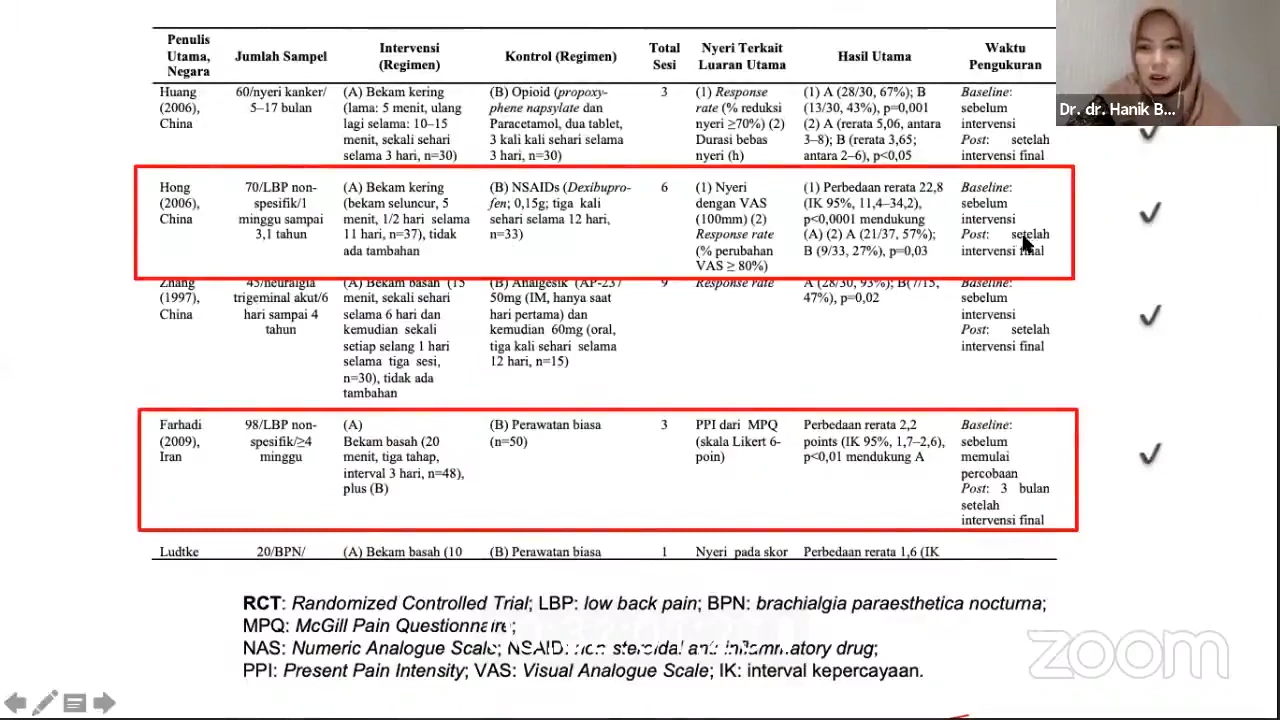 Penulis Utama, Negara
Jumlah Sampel
Intervensi (Regimen)
Kontrol (Regimen)
Total Sesi
Nyeri Terkait Luaran Utama
Hasil Utama
Waktu Pengukuran
Huang (2006), China
60/nyeri kanker/ 5–17 bulan
(A) Bekam kering (lama: 5 menit, ulang lagi selama: 10–15 menit, sekali sehari selama 3 hari, n=30)
(B) Opioid (propoxy-phene napsylate dan Paracetamol, dua tablet, 3 kali kali sehari selama 3 hari, n=30)
3
(1) Response rate (% reduksi nyeri ≥70%) (2) Durasi bebas nyeri (h)
(1) A (28/30, 67%); B (13/30, 43%), p=0,001 (2) A (rerata 5,06, antara 3–8); B (rerata 3,65; antara 2–6), p<0,05
Baseline: sebelum intervensi Post: setelah intervensi final
Hong (2006), China
70/LBP non-spesifik/1 minggu sampai 3,1 tahun
(A) Bekam kering (bekam seluncur, 5 menit, 1/2 hari selama 11 hari, n=37), tidak ada tambahan
(B) NSAIDs (Dexibuprofen; 0,15g; tiga kali sehari selama 12 hari, n=33)
6
(1) Nyeri dengan VAS (100mm) (2) Response rate (% perubahan VAS ≥ 80%)
(1) Perbedaan rerata 22,8 (IK 95%, 11,4–34,2), p<0,0001 mendukung (A) (2) A (21/37, 57%); B (9/33, 27%), p=0,03
Baseline: sebelum intervensi Post: setelah intervensi final
Zhang (1997), China
45/neuralgia trigeminal akut/6 hari sampai 4 tahun
(A) Bekam basah (15 menit, sekali sehari selama 6 hari dan kemudian sekali setiap selang 1 hari selama tiga sesi, n=30), tidak ada tambahan
(B) Analgesik (AP-237 50mg (IM, hanya saat hari pertama) dan kemudian 60mg (oral, tiga kali sehari selama 12 hari, n=15)
9
Response rate
A (28/30, 93%); B(7/15, 47%), p=0,02
Baseline: sebelum intervensi Post: setelah intervensi final
Farhadi (2009), Iran
98/LBP non-spesifik/≥4 minggu
(A) Bekam basah (20 menit, tiga tahap, interval 3 hari, n=48), plus (B)
(B) Perawatan biasa (n=50)
3
PPI dari MPQ (skala Likert 6-poin)
Perbedaan rerata 2,2 points (IK 95%, 1,7–2,6), p<0,01 mendukung A
Baseline: sebelum memulai percobaan Post: 3 bulan setelah intervensi final
Ludtke
20/BPN/
(A) Bekam basah (10
(B) Perawatan biasa
1
Nyeri pada skor
Perbedaan rerata 1,6 (IK
RCT: Randomized Controlled Trial; LBP: low back pain; BPN: brachialgia paraesthetica nocturna;
MPQ: McGill Pain Questionnaire;
NAS: Numeric Analogue Scale; NSAID: non steroidal anti inflammatory drug;
PPI: Present Pain Intensity; VAS: Visual Analogue Scale; IK: interval kepercayaan.
Dr. dr. Hanik B...
zoom